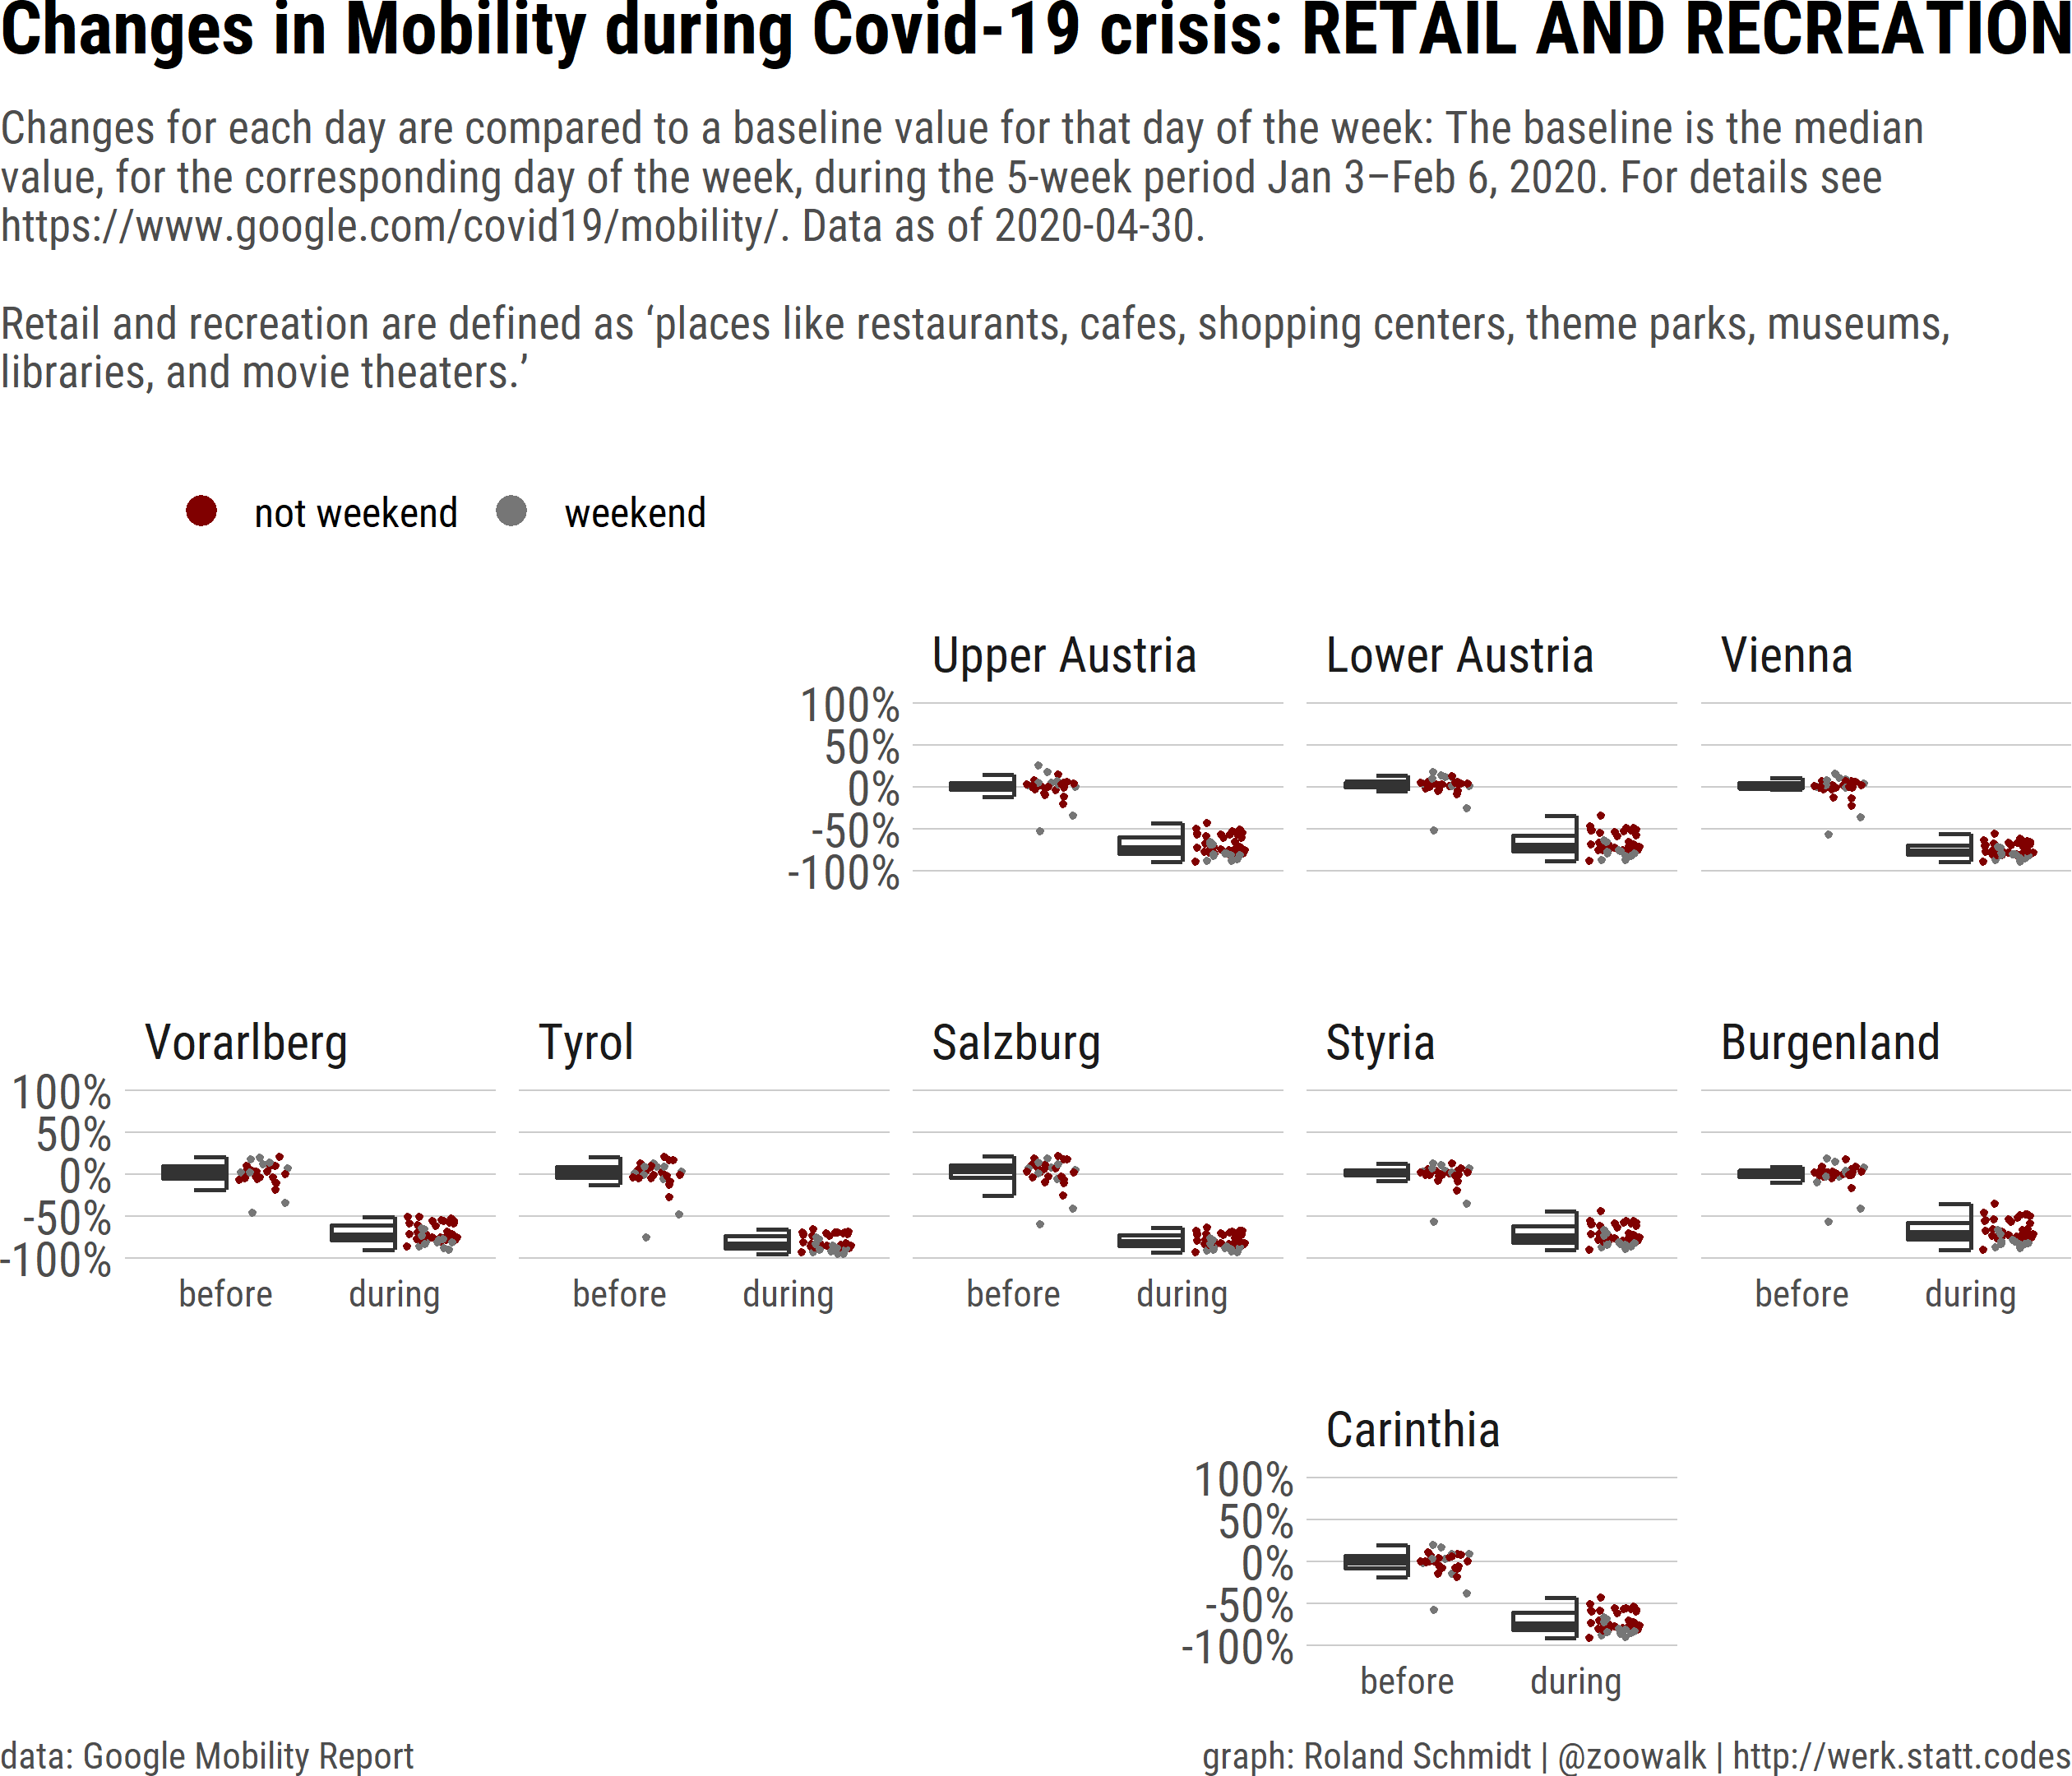 Changes in Mobility during Covid-19 crisis: RETAIL AND RECREATION
Changes for each day are compared to a baseline value for that day of the week: The baseline is the median
value, for the corresponding day of the week, during the 5-week period Jan 3–Feb 6, 2020. For details see
https://www.google.com/covid19/mobility/. Data as of 2020-04-30.
Retail and recreation are defined as ‘places like restaurants, cafes, shopping centers, theme parks, museums,
libraries, and movie theaters.’
not weekend weekend
Upper Austria Lower Austria Vienna
100%
50%
0%
-50%
-100%
Vorarlberg Tyrol Salzburg Styria Burgenland
100%
50%
0%
-50%
-100%
before during before during before during before during
Carinthia
100%
50%
0%
-50%
-100%
before during
data: Google Mobility Report graph: Roland Schmidt | @zoowalk | http://werk.statt.codes